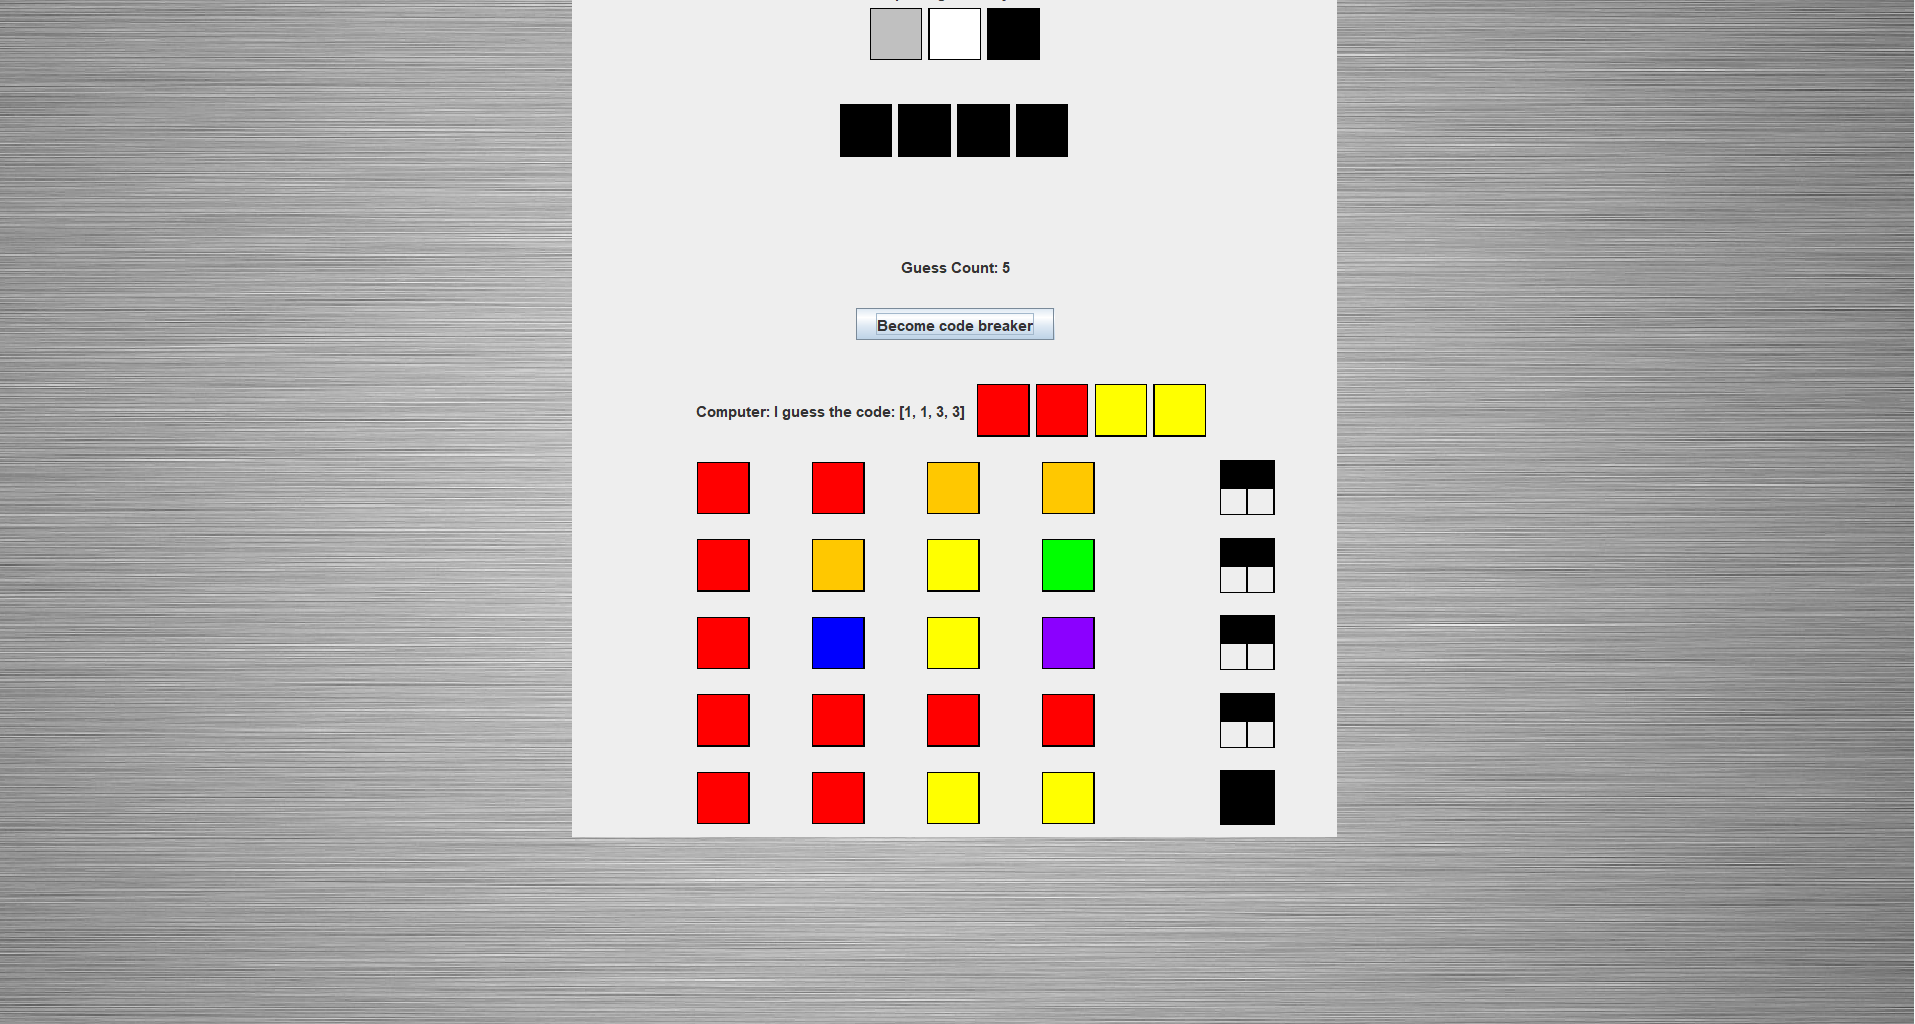 Guess Count: 5
Become code breaker
Computer: I guess the code: [1, 1, 3, 3]